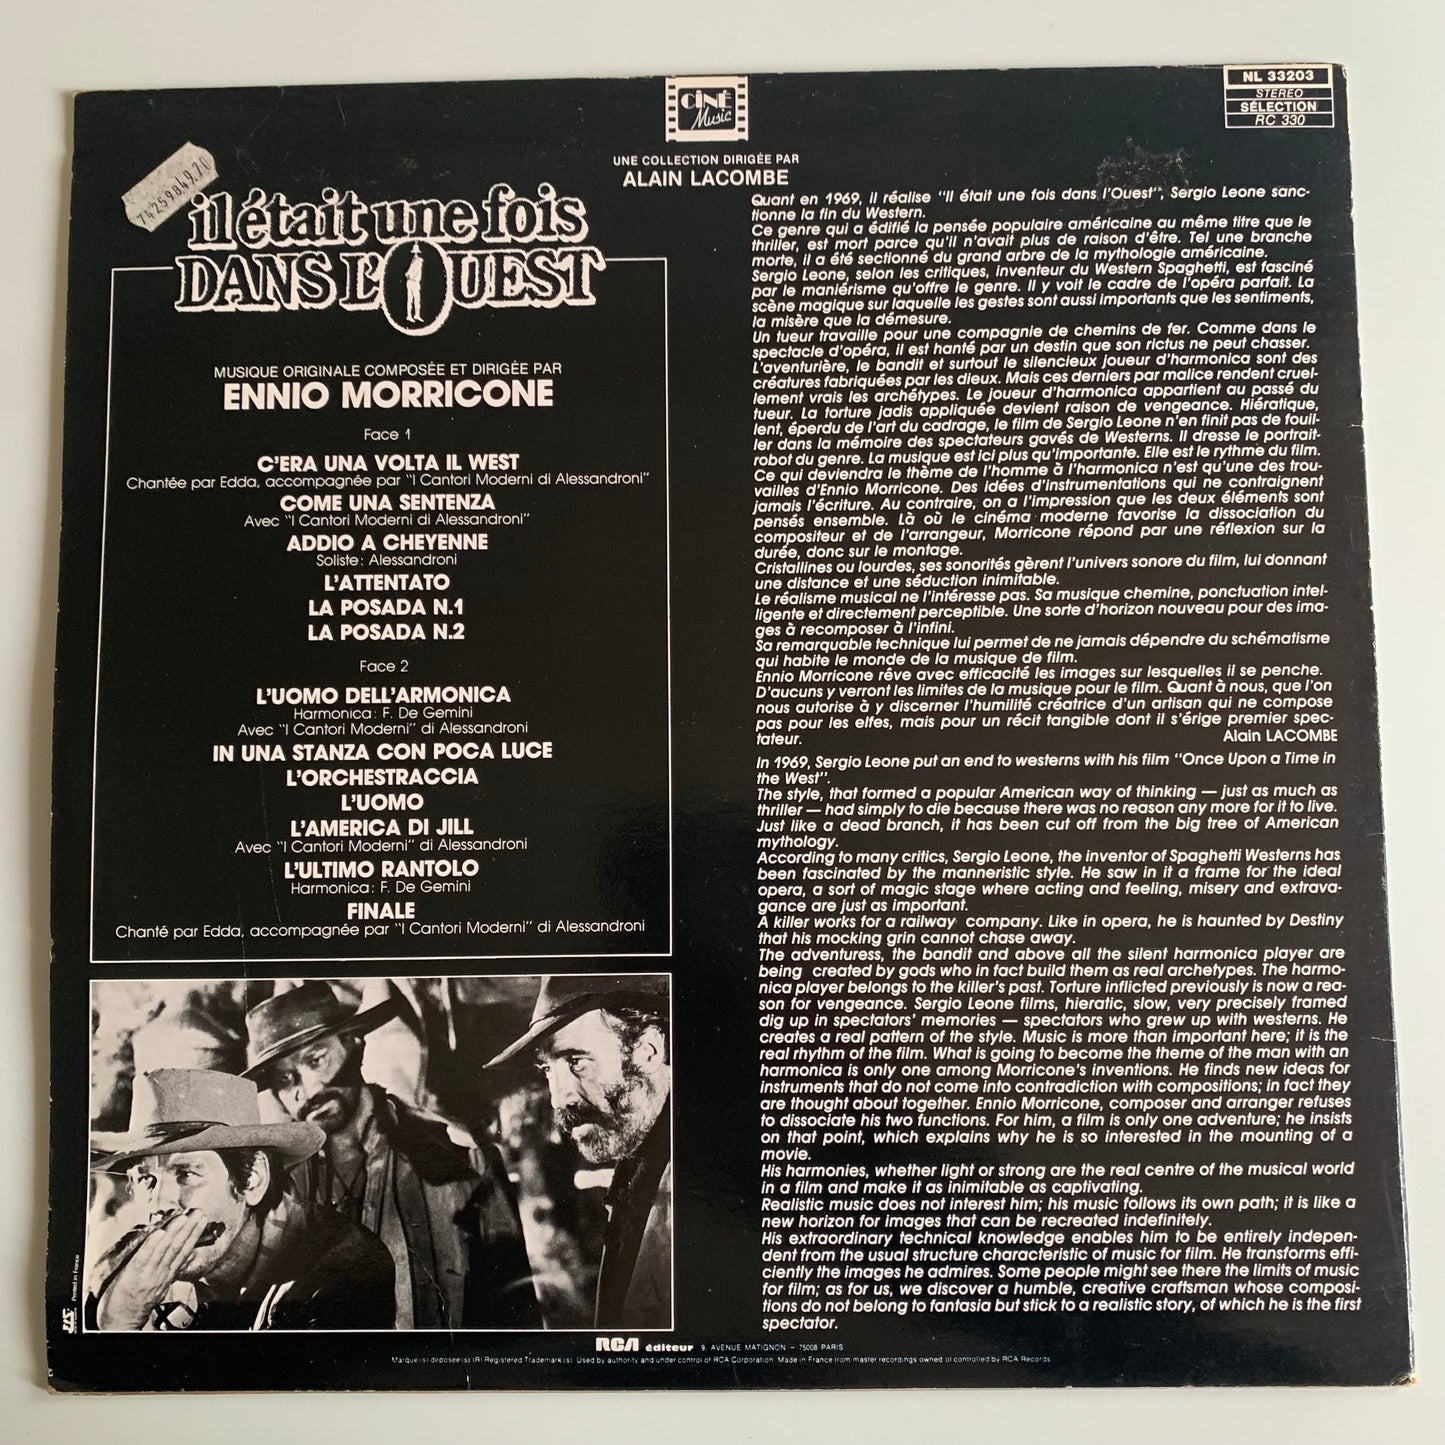 NL 33203
STEREO
SÉLECTION
RC 330
CiNÉ
Music
UNE COLLECTION DIRIGÉE PAR
ALAIN LACOMBE
74259849.70
il était une fois
DANS L'OUEST
MUSIQUE ORIGINALE COMPOSÉE ET DIRIGÉE PAR
ENNIO MORRICONE
Face 1
C'ERA UNA VOLTA IL WEST
Chantée par Edda, accompagnée par "I Cantori Moderni di Alessandroni"
COME UNA SENTENZA
Avec "I Cantori Moderni di Alessandroni"
ADDIO A CHEYENNE
Soliste: Alessandroni
L'ATTENTATO
LA POSADA N.1
LA POSADA N.2
Face 2
L'UOMO DELL'ARMONICA
Harmonica: F. De Gemini
Avec "I Cantori Moderni" di Alessandroni
IN UNA STANZA CON POCA LUCE
L'ORCHESTRACCIA
L'UOMO
L'AMERICA DI JILL
Avec "I Cantori Moderni" di Alessandroni
L'ULTIMO RANTOLO
Harmonica: F. De Gemini
FINALE
Chanté par Edda, accompagnée par "I Cantori Moderni" di Alessandroni
Quant en 1969, il réalise "Il était une fois dans l'Ouest", Sergio Leone sanc-
tionne la fin du Western.
Ce genre qui a édifié la pensée populaire américaine au même titre que le
thriller, est mort parce qu'il n'avait plus de raison d'être. Tel une branche
morte, il a été sectionné du grand arbre de la mythologie américaine.
Sergio Leone, selon les critiques, inventeur du Western Spaghetti, est fasciné
par le maniérisme qu'offre le genre. Il y voit le cadre de l'opéra parfait. La
scène magique sur laquelle les gestes sont aussi importants que les sentiments,
la misère que la démesure.
Un tueur travaille pour une compagnie de chemins de fer. Comme dans le
spectacle d'opéra, il est hanté par un destin que son rictus ne peut chasser.
L'aventurière, le bandit et surtout le silencieux joueur d'harmonica sont des
créatures fabriquées par les dieux. Mais ces derniers par malice rendent cruel-
lement vrais les archétypes. Le joueur d'harmonica appartient au passé du
tueur. La torture jadis appliquée devient raison de vengeance. Hiératique,
lent, éperdu de l'art du cadrage, le film de Sergio Leone n'en finit pas de fouil-
ler dans la mémoire des spectateurs gavés de Westerns. Il dresse le portrait-
robot du genre. La musique est ici plus qu'importante. Elle est le rythme du film.
Ce qui deviendra le thème de l'homme à l'harmonica n'est qu'une des trou-
vailles d'Ennio Morricone. Des idées d'instrumentations qui ne contraignent
jamais l'écriture. Au contraire, on a l'impression que les deux éléments sont
pensés ensemble. Là où le cinéma moderne favorise la dissociation du
compositeur et de l'arrangeur, Morricone répond par une réflexion sur la
durée, donc sur le montage.
Cristallines ou lourdes, ses sonorités gèrent l'univers sonore du film, lui donnant
une distance et une séduction inimitable.
Le réalisme musical ne l'intéresse pas. Sa musique chemine, ponctuation intel-
ligente et directement perceptible. Une sorte d'horizon nouveau pour des ima-
ges à recomposer à l'infini.
Sa remarquable technique lui permet de ne jamais dépendre du schématisme
qui habite le monde de la musique de film.
Ennio Morricone rêve avec efficacité les images sur lesquelles il se penche.
D'aucuns y verront les limites de la musique pour le film. Quant à nous, que l'on
nous autorise à y discerner l'humilité créatrice d'un artisan qui ne compose
pas pour les elfes, mais pour un récit tangible dont il s'érige premier spec-
tateur.
Alain LACOMBE
In 1969, Sergio Leone put an end to westerns with his film "Once Upon a Time in
the West".
The style, that formed a popular American way of thinking — just as much as
thriller — had simply to die because there was no reason any more for it to live.
Just like a dead branch, it has been cut off from the big tree of American
mythology.
According to many critics, Sergio Leone, the inventor of Spaghetti Westerns has
been fascinated by the manneristic style. He saw in it a frame for the ideal
opera, a sort of magic stage where acting and feeling, misery and extrava-
gance are just as important.
A killer works for a railway company. Like in opera, he is haunted by Destiny
that his mocking grin cannot chase away.
The adventuress, the bandit and above all the silent harmonica player are
being created by gods who in fact build them as real archetypes. The harmo-
nica player belongs to the killer's past. Torture inflicted previously is now a rea-
son for vengeance. Sergio Leone films, hieratic, slow, very precisely framed
dig up in spectators' memories — spectators who grew up with westerns. He
creates a real pattern of the style. Music is more than important here; it is the
real rhythm of the film. What is going to become the theme of the man with an
harmonica is only one among Morricone's inventions. He finds new ideas for
instruments that do not come into contradiction with compositions; in fact they
are thought about together. Ennio Morricone, composer and arranger refuses
to dissociate his two functions. For him, a film is only one adventure; he insists
on that point, which explains why he is so interested in the mounting of a
movie.
His harmonies, whether light or strong are the real centre of the musical world
in a film and make it as inimitable as captivating.
Realistic music does not interest him; his music follows its own path; it is like a
new horizon for images that can be recreated indefinitely.
His extraordinary technical knowledge enables him to be entirely indepen-
dent from the usual structure characteristic of music for film. He transforms effi-
ciently the images he admires. Some people might see there the limits of music
for film; as for us, we discover a humble, creative craftsman whose composi-
tions do not belong to fantasia but stick to a realistic story, of which he is the first
spectator.
Printed in France
RCA éditeur 9, AVENUE MATIGNON – 75008 PARIS
Marque(s) deposee(s) (R) Registered Trademark(s). Used by authority and under control of RCA Corporation. Made in France from master recordings owned ol controlled by RCA Records